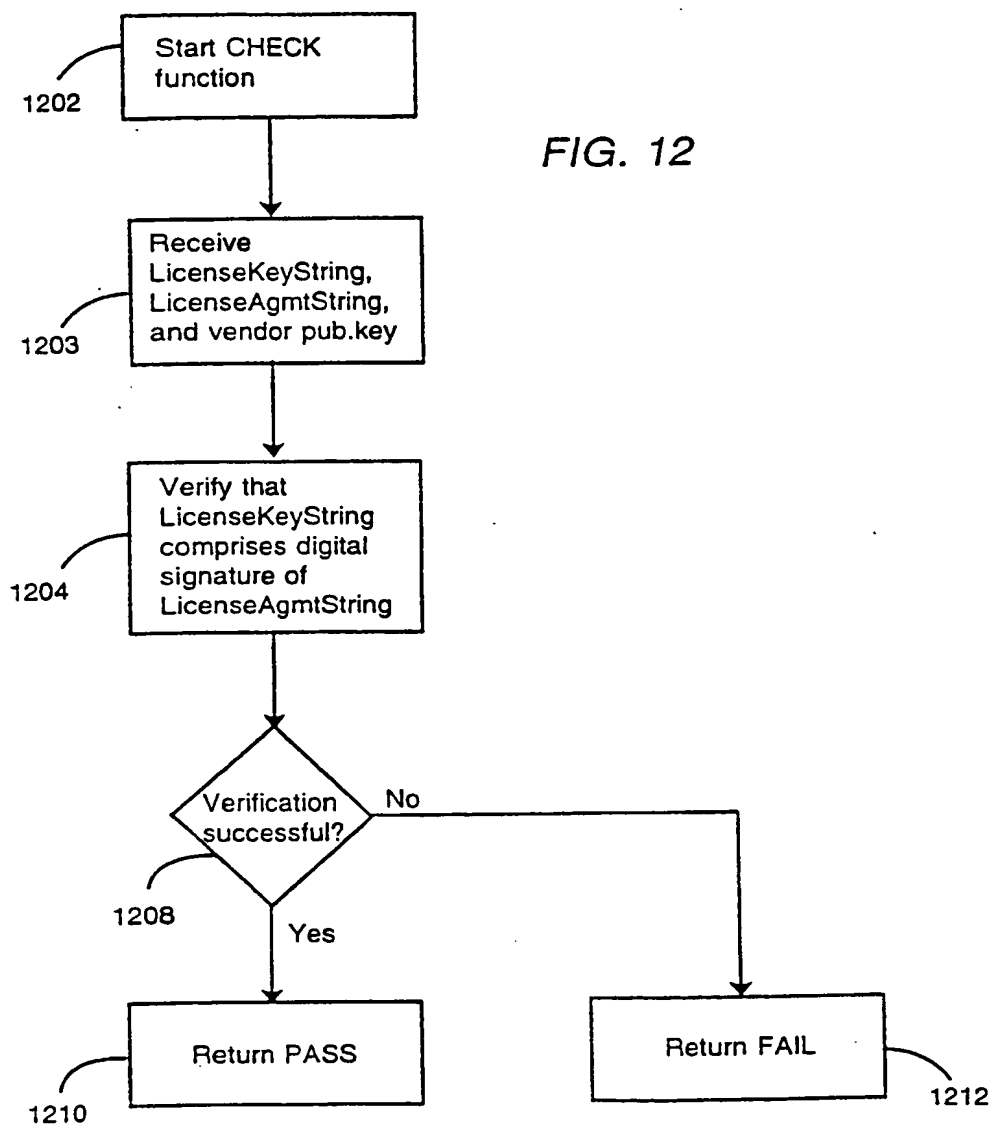 Start CHECK
function
1202
FIG. 12
Receive
LicenseKeyString,
LicenseAgmtString,
and vendor pub.key
1203
Verify that
LicenseKeyString
comprises digital
signature of
LicenseAgmtString
1204
Verification
successful?
No
1208
Yes
Return PASS
1210
Return FAIL
1212